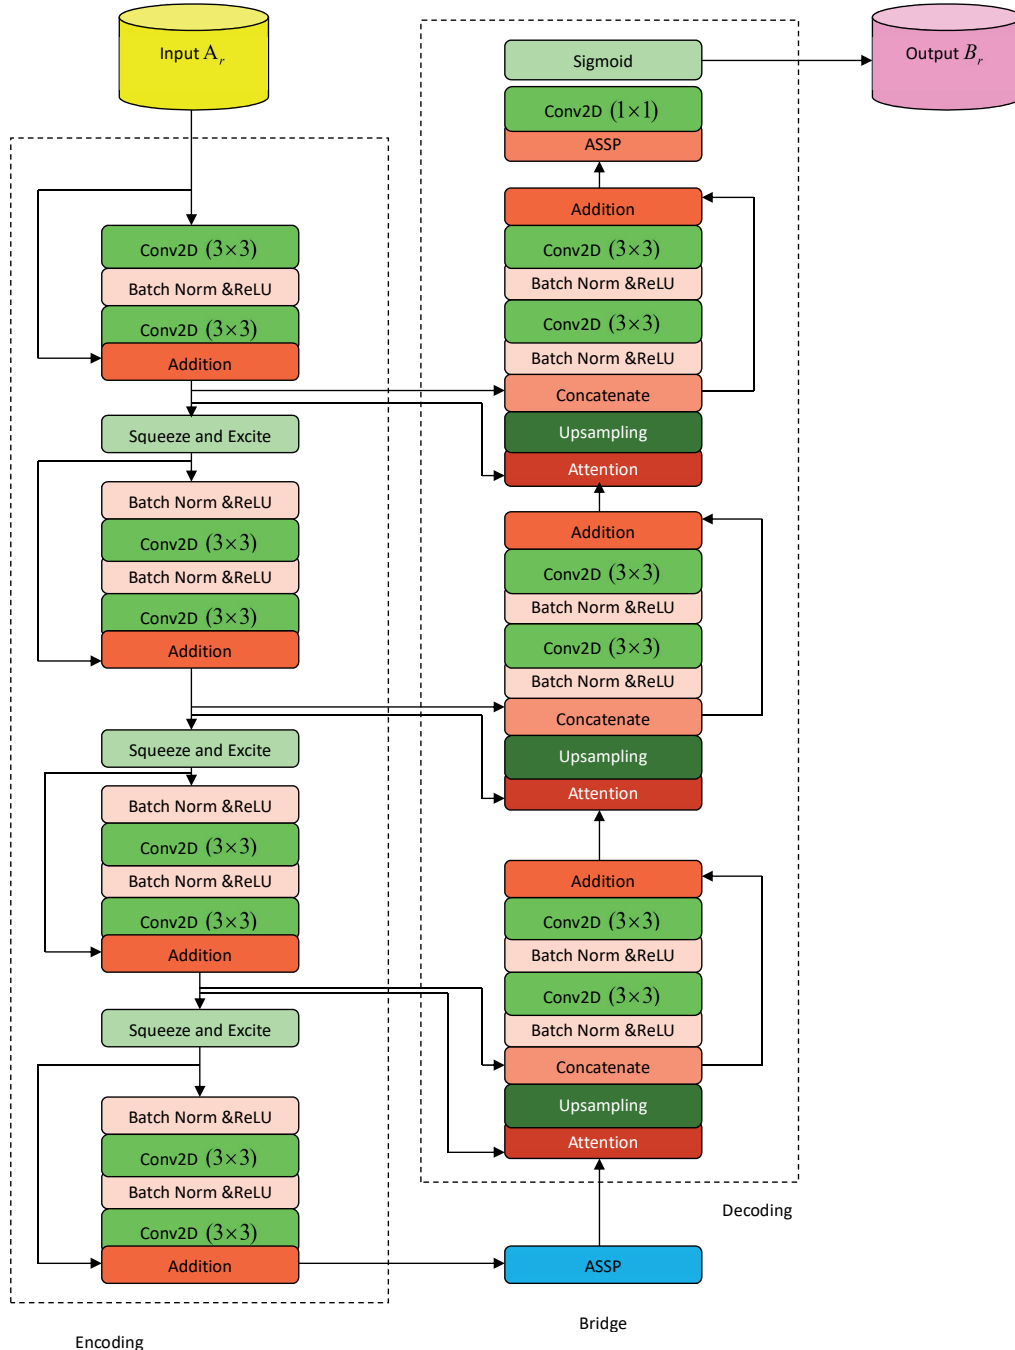 Input A_r
Conv2D (3×3)
Batch Norm &ReLU
Conv2D (3×3)
Addition
Squeeze and Excite
Batch Norm &ReLU
Conv2D (3×3)
Batch Norm &ReLU
Conv2D (3×3)
Addition
Squeeze and Excite
Batch Norm &ReLU
Conv2D (3×3)
Batch Norm &ReLU
Conv2D (3×3)
Addition
Squeeze and Excite
Batch Norm &ReLU
Conv2D (3×3)
Batch Norm &ReLU
Conv2D (3×3)
Addition
Encoding
Sigmoid
Conv2D (1×1)
ASSP
Addition
Conv2D (3×3)
Batch Norm &ReLU
Conv2D (3×3)
Batch Norm &ReLU
Concatenate
Upsampling
Attention
Addition
Conv2D (3×3)
Batch Norm &ReLU
Conv2D (3×3)
Batch Norm &ReLU
Concatenate
Upsampling
Attention
Addition
Conv2D (3×3)
Batch Norm &ReLU
Conv2D (3×3)
Batch Norm &ReLU
Concatenate
Upsampling
Attention
Decoding
ASSP
Bridge
Output B_r